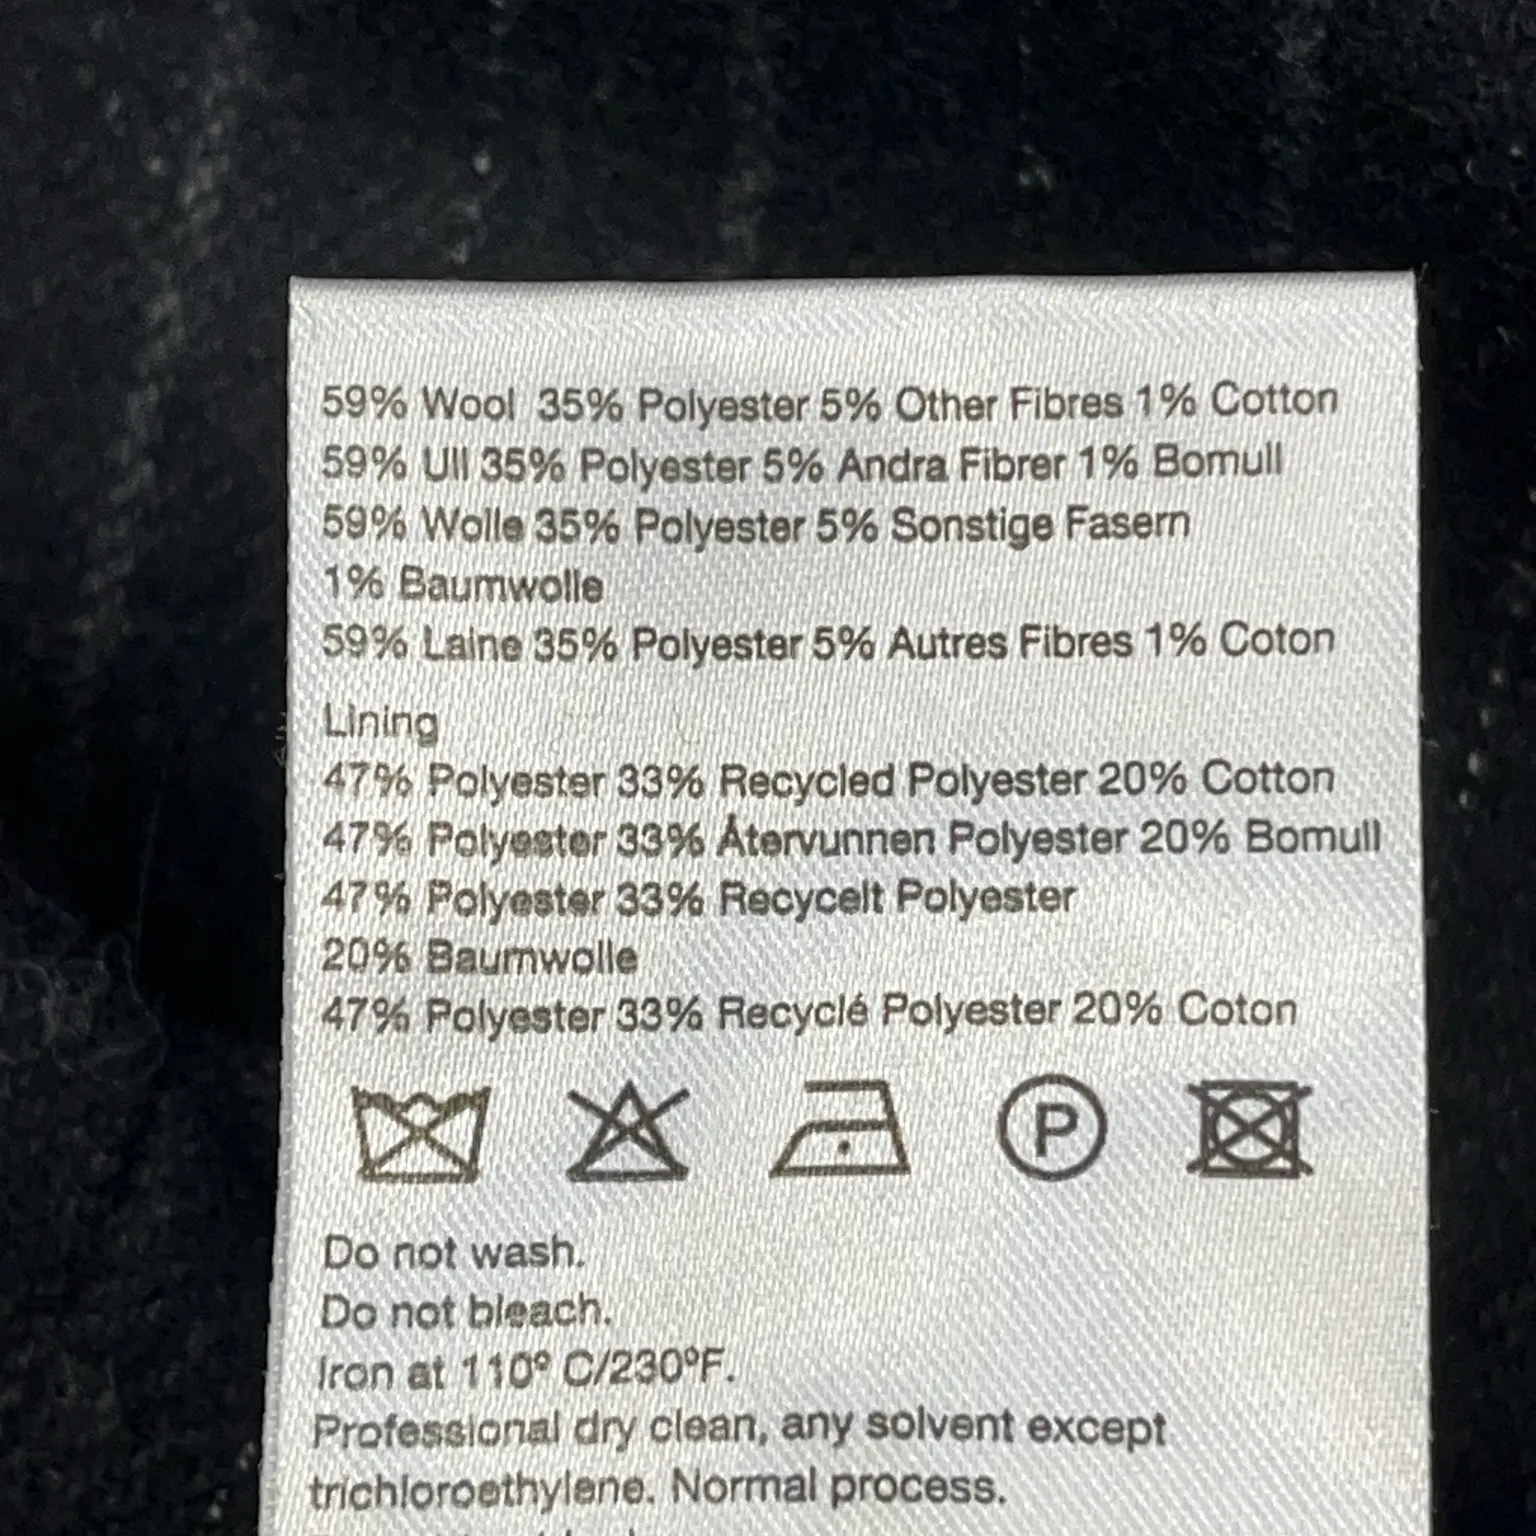 59% Wool 35% Polyester 5% Other Fibres 1% Cotton
59% Ull 35% Polyester 5% Andra Fibrer 1% Bomull
59% Wolle 35% Polyester 5% Sonstige Fasern
1% Baumwolle
59% Laine 35% Polyester 5% Autres Fibres 1% Coton
Lining
47% Polyester 33% Recycled Polyester 20% Cotton
47% Polyester 33% Återvunnen Polyester 20% Bomull
47% Polyester 33% Recycelt Polyester
20% Baumwolle
47% Polyester 33% Recyclé Polyester 20% Coton
P
Do not wash.
Do not bleach.
Iron at 110º C/230ºF.
Professional dry clean, any solvent except
trichloroethylene. Normal process.